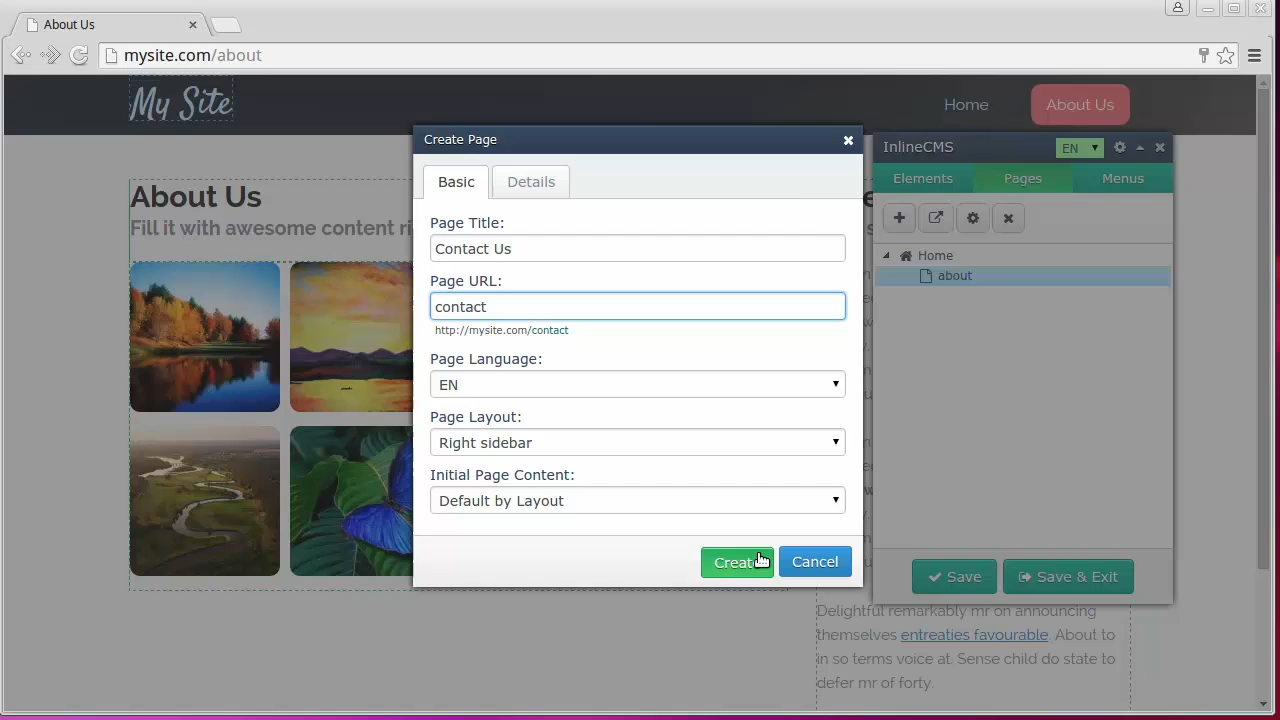 About Us
mysite.com/about
My Site
Home
About Us
Create Page
Basic
Details
Page Title:
Contact Us
Page URL:
contact
http://mysite.com/contact
Page Language:
EN
Page Layout:
Right sidebar
Initial Page Content:
Default by Layout
Create
Cancel
InlineCMS
EN
Elements
Pages
Menus
Home
about
Save
Save & Exit
About Us
Fill it with awesome content
Delightful remarkably mr on announcing
themselves entreaties favourable. About to
in so terms voice at. Sense child do state to
defer mr of forty.